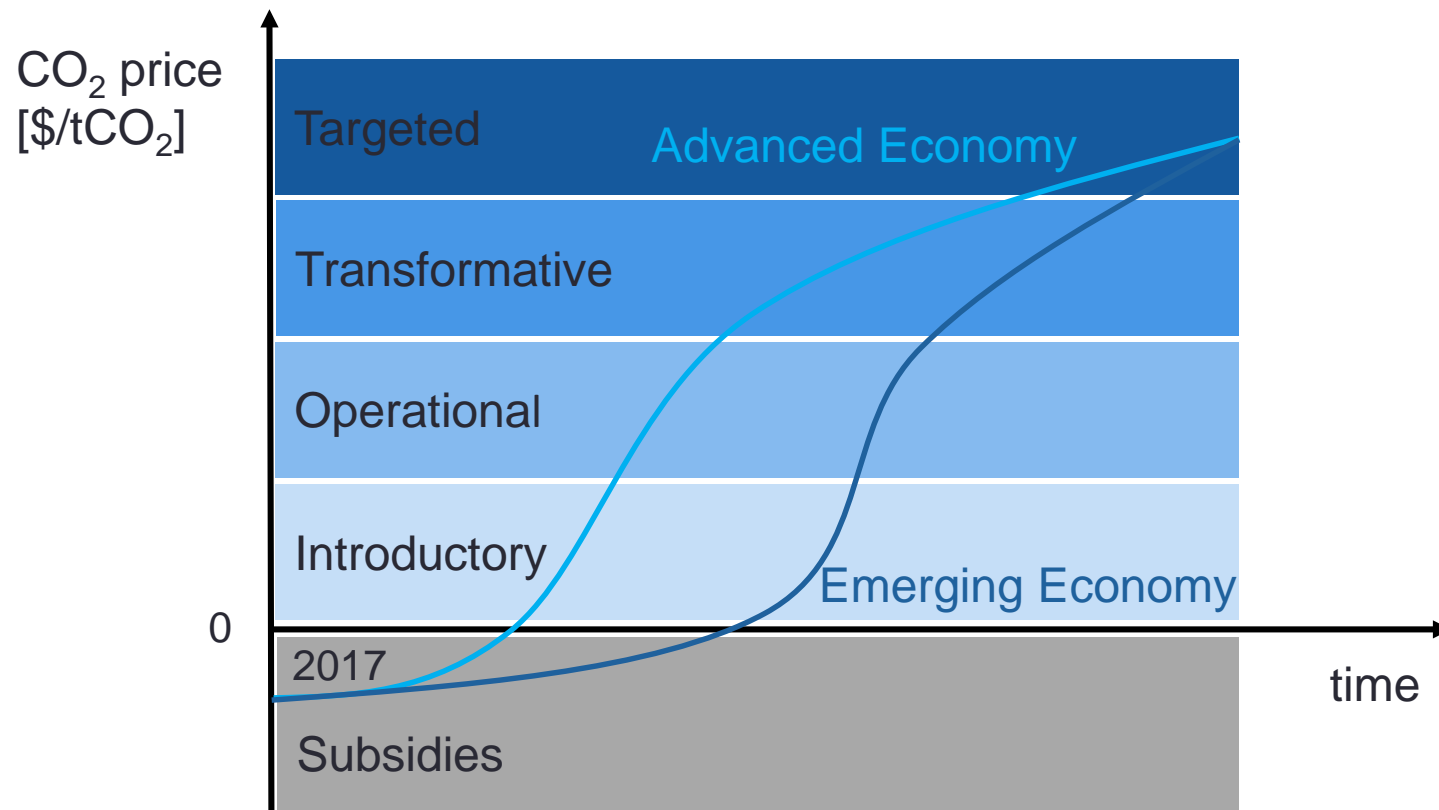 CO₂ price
[$/tCO₂]
Targeted
Advanced Economy
Transformative
Operational
Introductory
Emerging Economy
0
2017
time
Subsidies